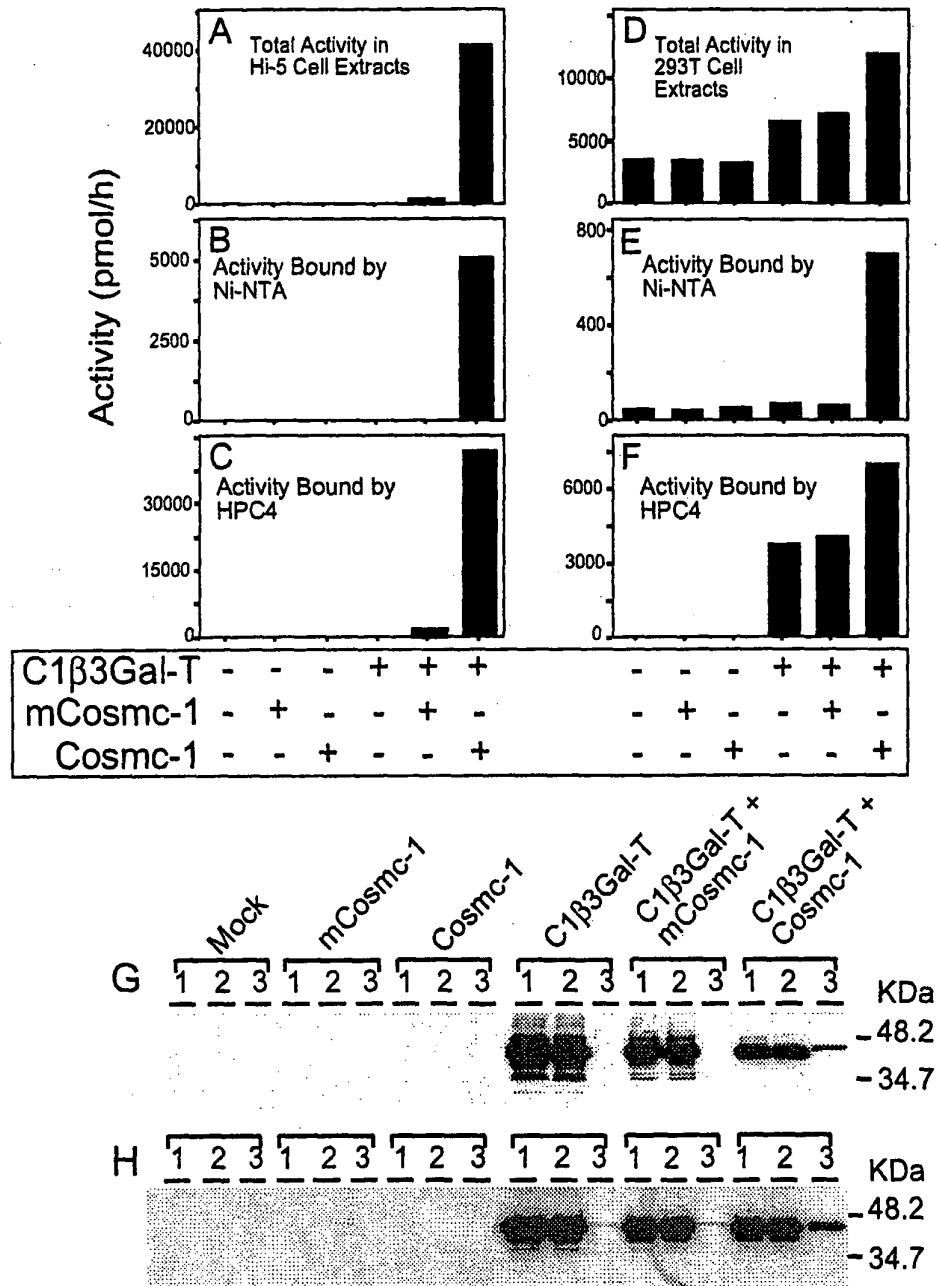 Activity (pmol/h)
A
Total Activity in
Hi-5 Cell Extracts
40000
20000
0
B
Activity Bound by
Ni-NTA
5000
2500
0
C
Activity Bound by
HPC4
30000
15000
0
D
Total Activity in
293T Cell
Extracts
10000
5000
0
E
Activity Bound by
Ni-NTA
800
400
0
F
Activity Bound by
HPC4
6000
3000
0
C1β3Gal-T - - - + + + - - - + + +
mCosmc-1 - + - - + - - + - - + -
Cosmc-1 - - + - - + - - + - - +
Mock
mCosmc-1
Cosmc-1
C1β3Gal-T
C1β3Gal-T +
mCosmc-1
C1β3Gal-T +
Cosmc-1
G
1 2 3 1 2 3 1 2 3 1 2 3 1 2 3 1 2 3
KDa
48.2
34.7
H
1 2 3 1 2 3 1 2 3 1 2 3 1 2 3 1 2 3
KDa
48.2
34.7